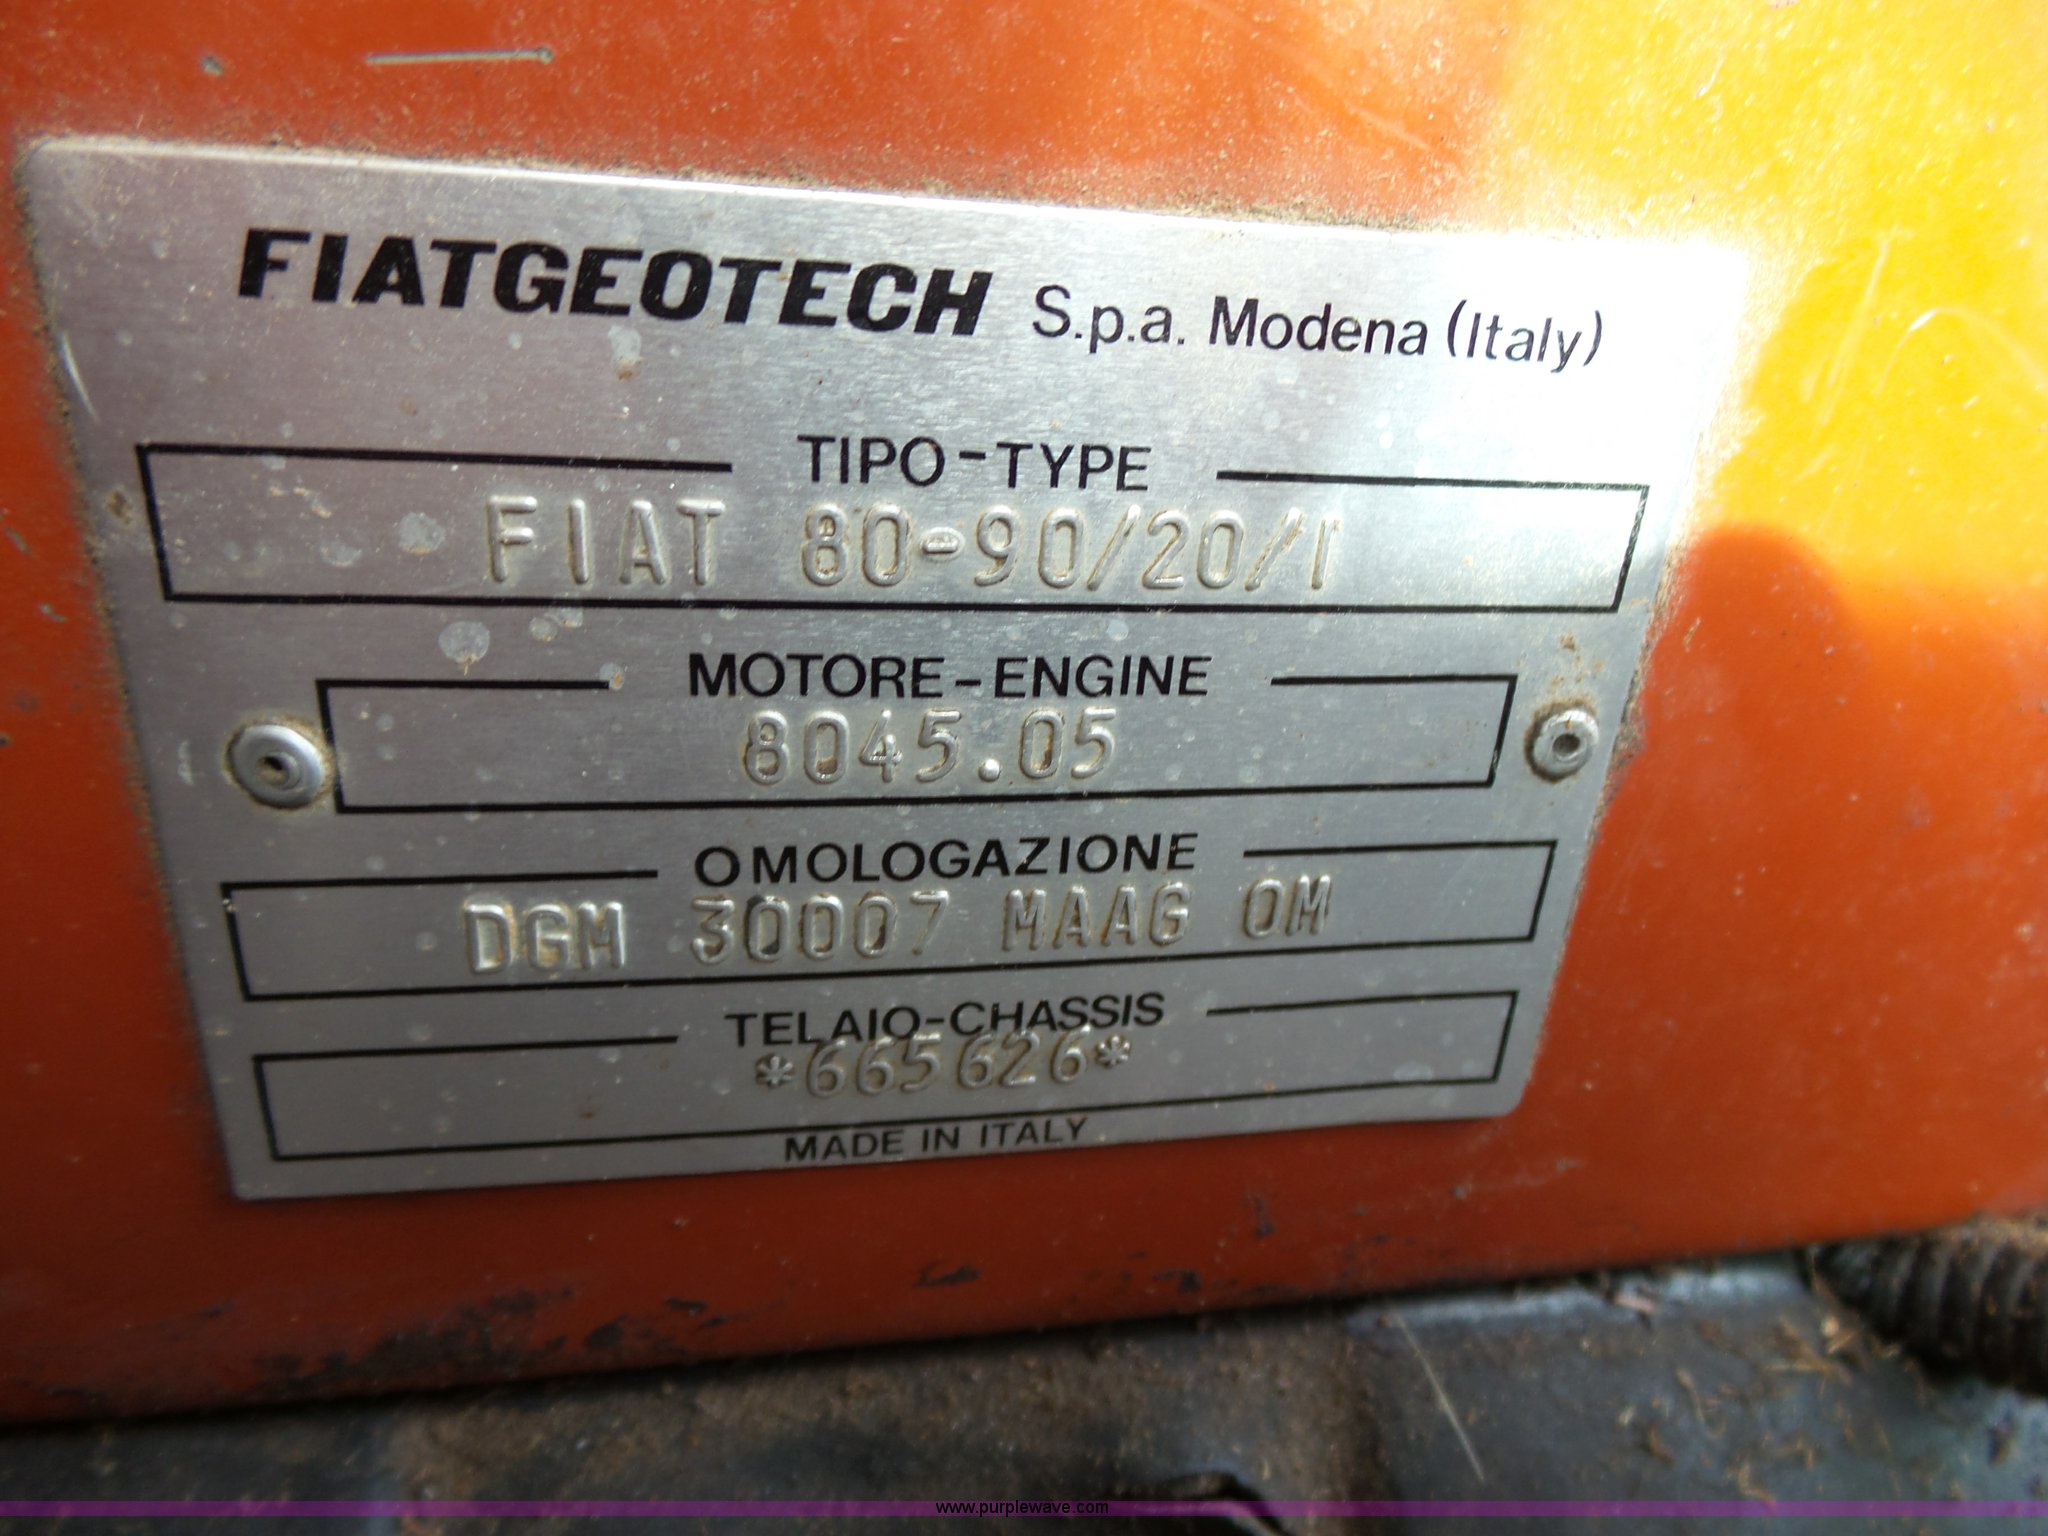 FIATGEOTECH S.p.a. Modena (Italy)
TIPO-TYPE
FIAT 80-90/20/1
MOTORE-ENGINE
8045.05
OMOLOGAZIONE
DGM 30007 MAAG OM
TELAIO-CHASSIS
*665626*
MADE IN ITALY
www.purplewave.com